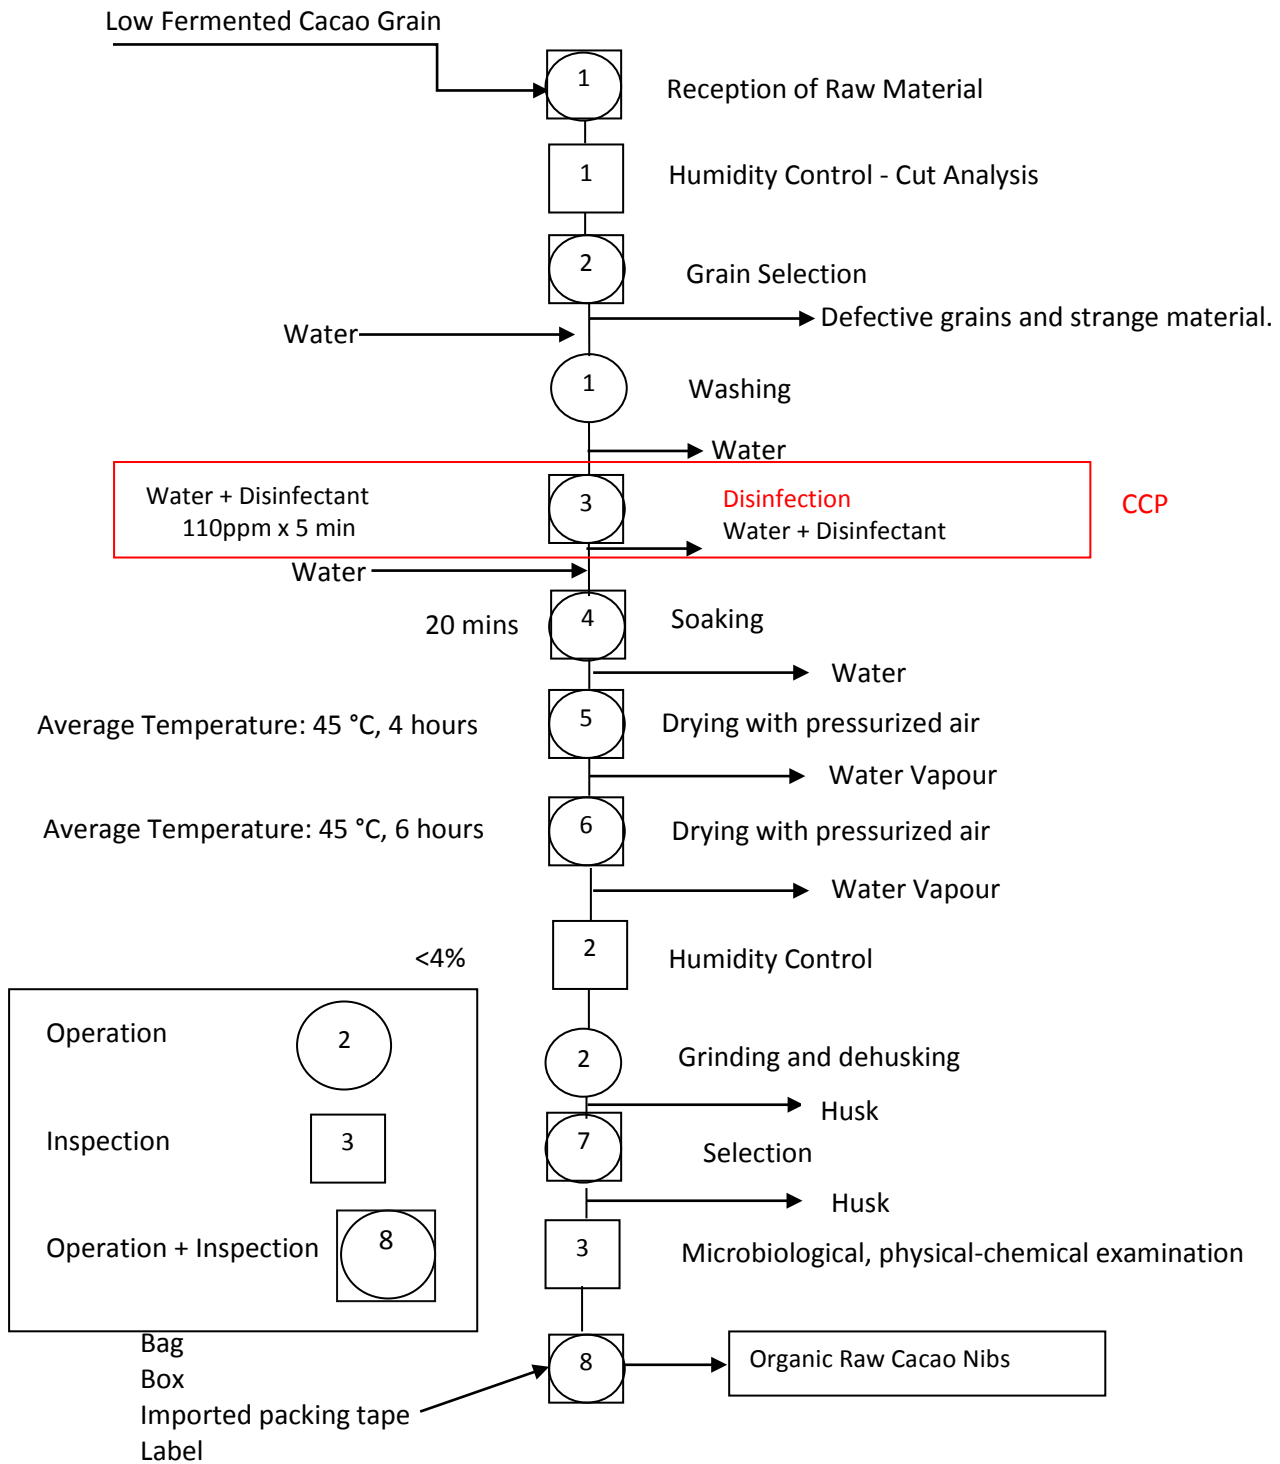 Low Fermented Cacao Grain
1
Reception of Raw Material
1
Humidity Control - Cut Analysis
2
Grain Selection
Defective grains and strange material.
Water
1
Washing
Water
Water + Disinfectant
110ppm x 5 min
3
Disinfection
Water + Disinfectant
CCP
Water
20 mins
4
Soaking
Water
Average Temperature: 45 °C, 4 hours
5
Drying with pressurized air
Water Vapour
Average Temperature: 45 °C, 6 hours
6
Drying with pressurized air
Water Vapour
<4%
2
Humidity Control
2
Grinding and dehusking
Husk
7
Selection
Husk
3
Microbiological, physical-chemical examination
Operation
2
Inspection
3
Operation + Inspection
8
Bag
Box
Imported packing tape
Label
8
Organic Raw Cacao Nibs